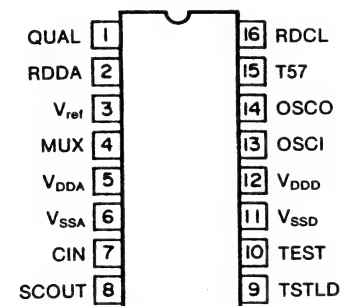 QUAL 1 16 RDCL
RDDA 2 15 T57
Vref 3 14 OSCO
MUX 4 13 OSCI
VDDA 5 12 VDDD
VSSA 6 11 VSSD
CIN 7 10 TEST
SCOUT 8 9 TSTLD